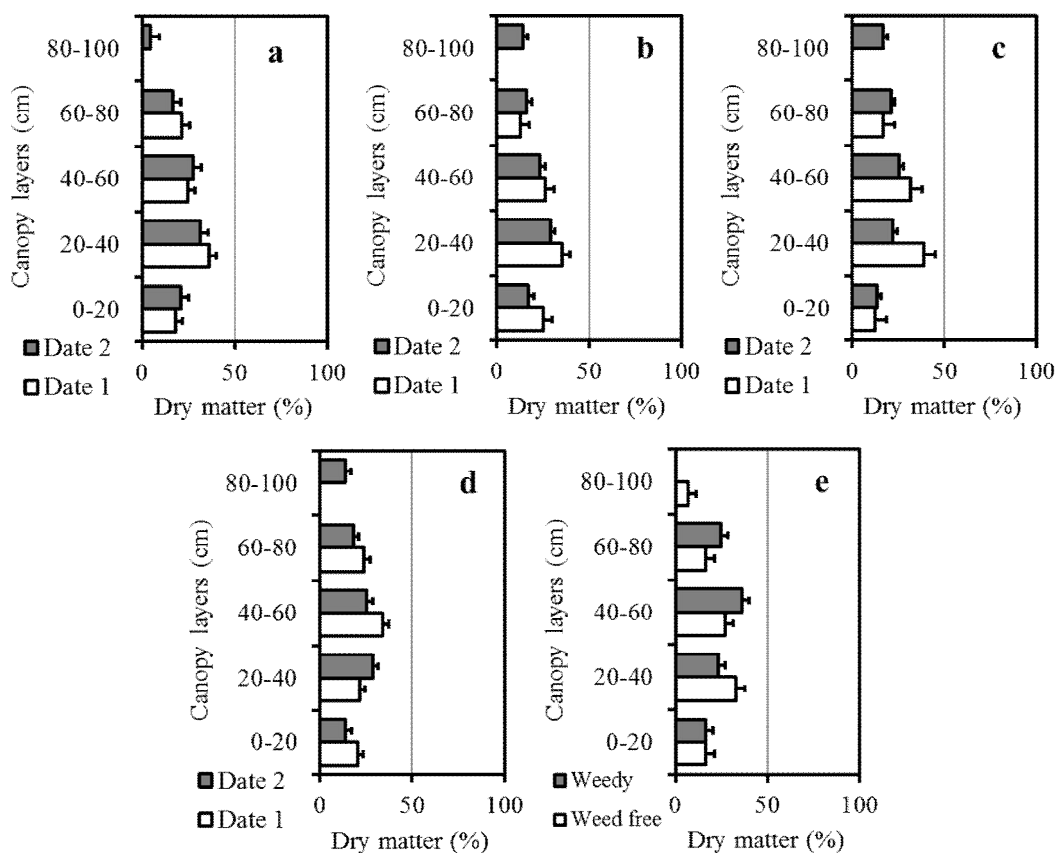 a
Canopy layers (cm)
80-100
60-80
40-60
20-40
0-20
Date 2
Date 1
0 50 100
Dry matter (%)
b
Canopy layers (cm)
80-100
60-80
40-60
20-40
0-20
Date 2
Date 1
0 50 100
Dry matter (%)
c
Canopy layers (cm)
80-100
60-80
40-60
20-40
0-20
Date 2
Date 1
0 50 100
Dry matter (%)
d
Canopy layers (cm)
80-100
60-80
40-60
20-40
0-20
Date 2
Date 1
0 50 100
Dry matter (%)
e
Canopy layers (cm)
80-100
60-80
40-60
20-40
0-20
Weedy
Weed free
0 50 100
Dry matter (%)